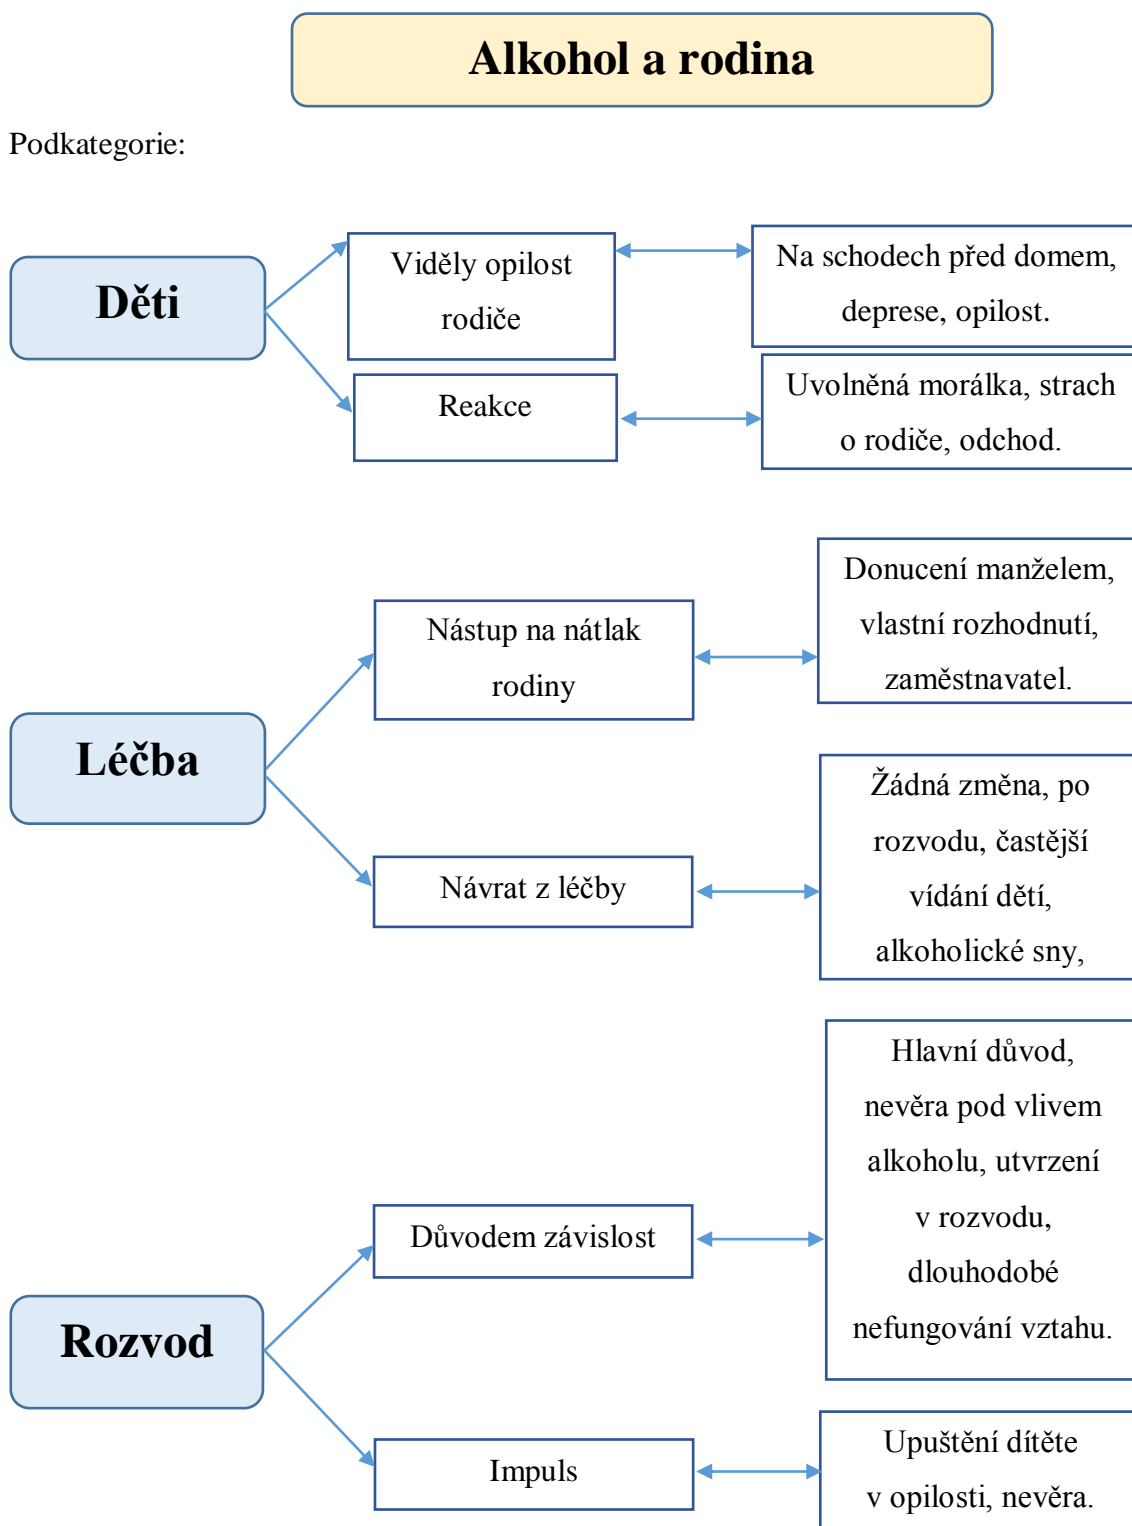 Alkohol a rodina
Podkategorie:
Děti
Viděly opilost
rodiče
Na schodech před domem,
deprese, opilost.
Reakce
Uvolněná morálka, strach
o rodiče, odchod.
Léčba
Nástup na nátlak
rodiny
Donucení manželem,
vlastní rozhodnutí,
zaměstnavatel.
Návrat z léčby
Žádná změna, po
rozvodu, častější
vídání dětí,
alkoholické sny,
Rozvod
Důvodem závislost
Hlavní důvod,
nevěra pod vlivem
alkoholu, utvrzení
v rozvodu,
dlouhodobé
nefungování vztahu.
Impuls
Upuštění dítěte
v opilosti, nevěra.